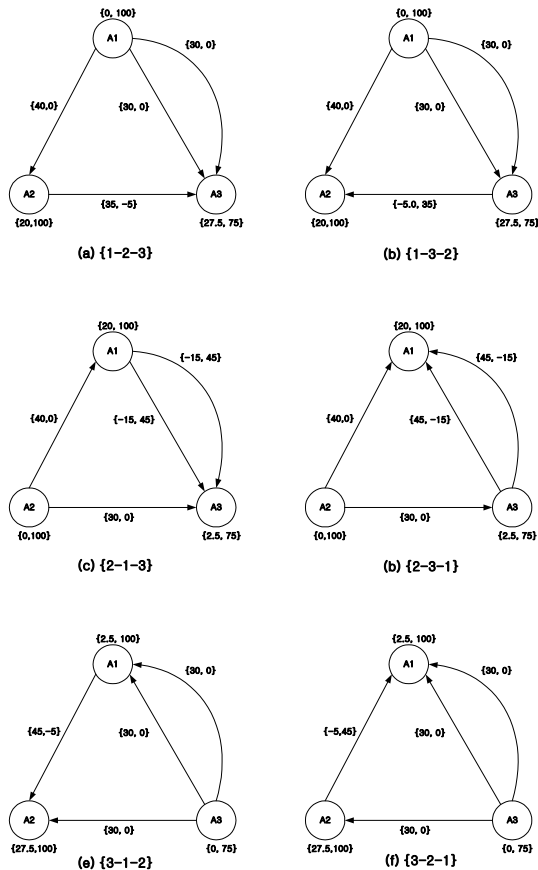 {0, 100}
A1
{30, 0}
{40,0}
{30, 0}
A2
A3
{35, -5}
{20,100}
{27.5, 75}
(a) {1-2-3}
{0, 100}
A1
{30, 0}
{40,0}
{30, 0}
A2
A3
{-5.0, 35}
{20,100}
{27.5, 75}
(b) {1-3-2}
{20, 100}
A1
{-15, 45}
{40,0}
{-15, 45}
A2
A3
{30, 0}
{0,100}
{2.5, 75}
(c) {2-1-3}
{20, 100}
A1
{45, -15}
{40,0}
{45, -15}
A2
A3
{30, 0}
{0,100}
{2.5, 75}
(b) {2-3-1}
{2.5, 100}
A1
{30, 0}
{45,-5}
{30, 0}
A2
A3
{30, 0}
{27.5,100}
{0, 75}
(e) {3-1-2}
{2.5, 100}
A1
{30, 0}
{-5,45}
{30, 0}
A2
A3
{30, 0}
{27.5,100}
{0, 75}
(f) {3-2-1}